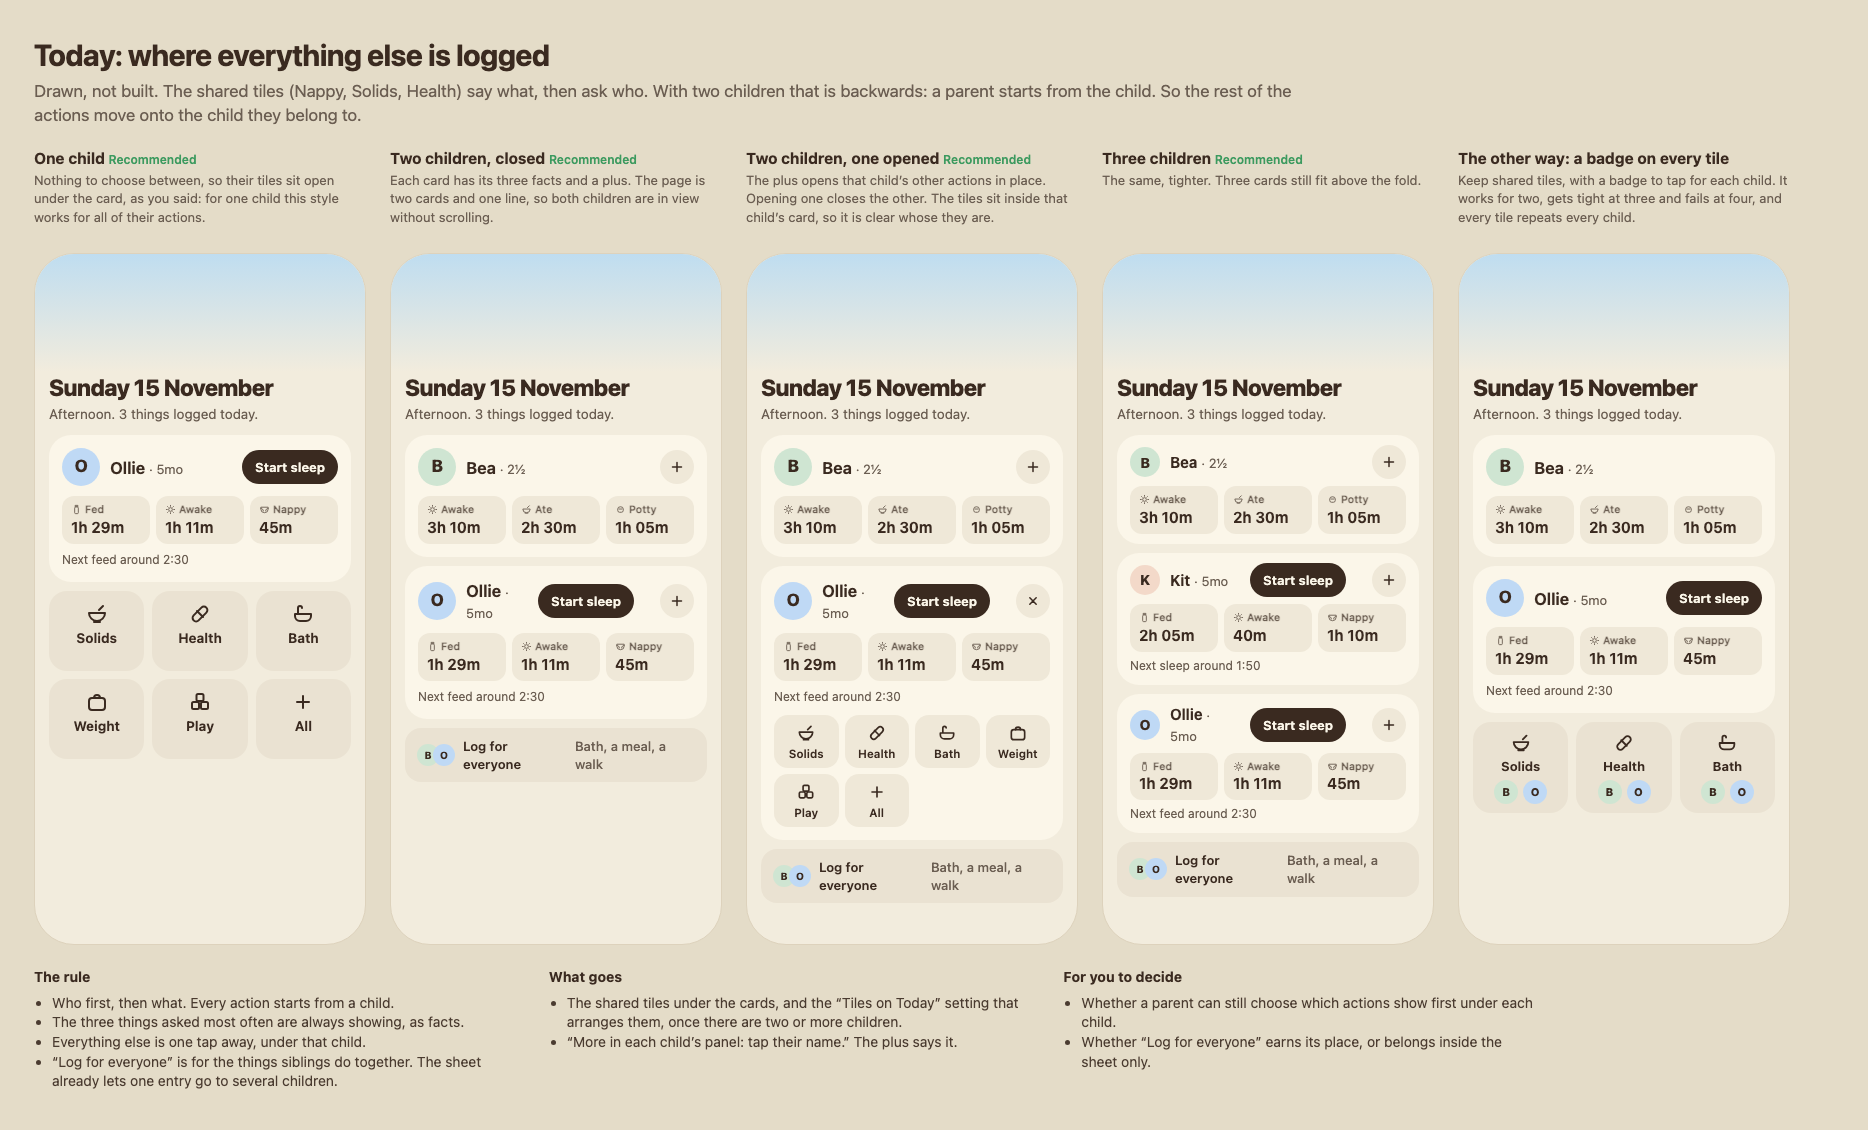 Today: where everything else is logged
Drawn, not built. The shared tiles (Nappy, Solids, Health) say what, then ask who. With two children that is backwards: a parent starts from the child. So the rest of the
actions move onto the child they belong to.
One child Recommended
Nothing to choose between, so their tiles sit open
under the card, as you said: for one child this style
works for all of their actions.
Sunday 15 November
Afternoon. 3 things logged today.
O
Ollie · 5mo
Start sleep
Fed
1h 29m
Awake
1h 11m
Nappy
45m
Next feed around 2:30
Solids
Health
Bath
Weight
Play
All
Two children, closed Recommended
Each card has its three facts and a plus. The page is
two cards and one line, so both children are in view
without scrolling.
Sunday 15 November
Afternoon. 3 things logged today.
B
Bea · 2½
+
Awake
3h 10m
Ate
2h 30m
Potty
1h 05m
O
Ollie ·
5mo
Start sleep
+
Fed
1h 29m
Awake
1h 11m
Nappy
45m
Next feed around 2:30
B O
Log for
everyone
Bath, a meal, a
walk
Two children, one opened Recommended
The plus opens that child’s other actions in place.
Opening one closes the other. The tiles sit inside that
child’s card, so it is clear whose they are.
Sunday 15 November
Afternoon. 3 things logged today.
B
Bea · 2½
+
Awake
3h 10m
Ate
2h 30m
Potty
1h 05m
O
Ollie ·
5mo
Start sleep
×
Fed
1h 29m
Awake
1h 11m
Nappy
45m
Next feed around 2:30
Solids
Health
Bath
Weight
Play
All
B O
Log for
everyone
Bath, a meal, a
walk
Three children Recommended
The same, tighter. Three cards still fit above the fold.
Sunday 15 November
Afternoon. 3 things logged today.
B
Bea · 2½
+
Awake
3h 10m
Ate
2h 30m
Potty
1h 05m
K
Kit · 5mo
Start sleep
+
Fed
2h 05m
Awake
40m
Nappy
1h 10m
Next sleep around 1:50
O
Ollie ·
5mo
Start sleep
+
Fed
1h 29m
Awake
1h 11m
Nappy
45m
Next feed around 2:30
B O
Log for
everyone
Bath, a meal, a
walk
The other way: a badge on every tile
Keep shared tiles, with a badge to tap for each child. It
works for two, gets tight at three and fails at four, and
every tile repeats every child.
Sunday 15 November
Afternoon. 3 things logged today.
B
Bea · 2½
Awake
3h 10m
Ate
2h 30m
Potty
1h 05m
O
Ollie · 5mo
Start sleep
Fed
1h 29m
Awake
1h 11m
Nappy
45m
Next feed around 2:30
Solids
B O
Health
B O
Bath
B O
The rule
• Who first, then what. Every action starts from a child.
• The three things asked most often are always showing, as facts.
• Everything else is one tap away, under that child.
• “Log for everyone” is for the things siblings do together. The sheet
already lets one entry go to several children.
What goes
• The shared tiles under the cards, and the “Tiles on Today” setting that
arranges them, once there are two or more children.
• “More in each child’s panel: tap their name.” The plus says it.
For you to decide
• Whether a parent can still choose which actions show first under each
child.
• Whether “Log for everyone” earns its place, or belongs inside the
sheet only.